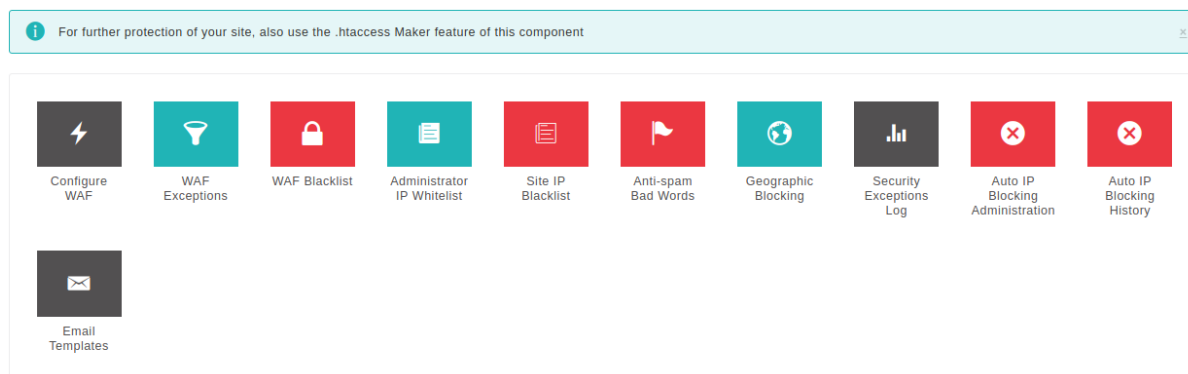 For further protection of your site, also use the .htaccess Maker feature of this component
×
Configure
WAF
WAF
Exceptions
WAF Blacklist
Administrator
IP Whitelist
Site IP
Blacklist
Anti-spam
Bad Words
Geographic
Blocking
Security
Exceptions
Log
Auto IP
Blocking
Administration
Auto IP
Blocking
History
Email
Templates